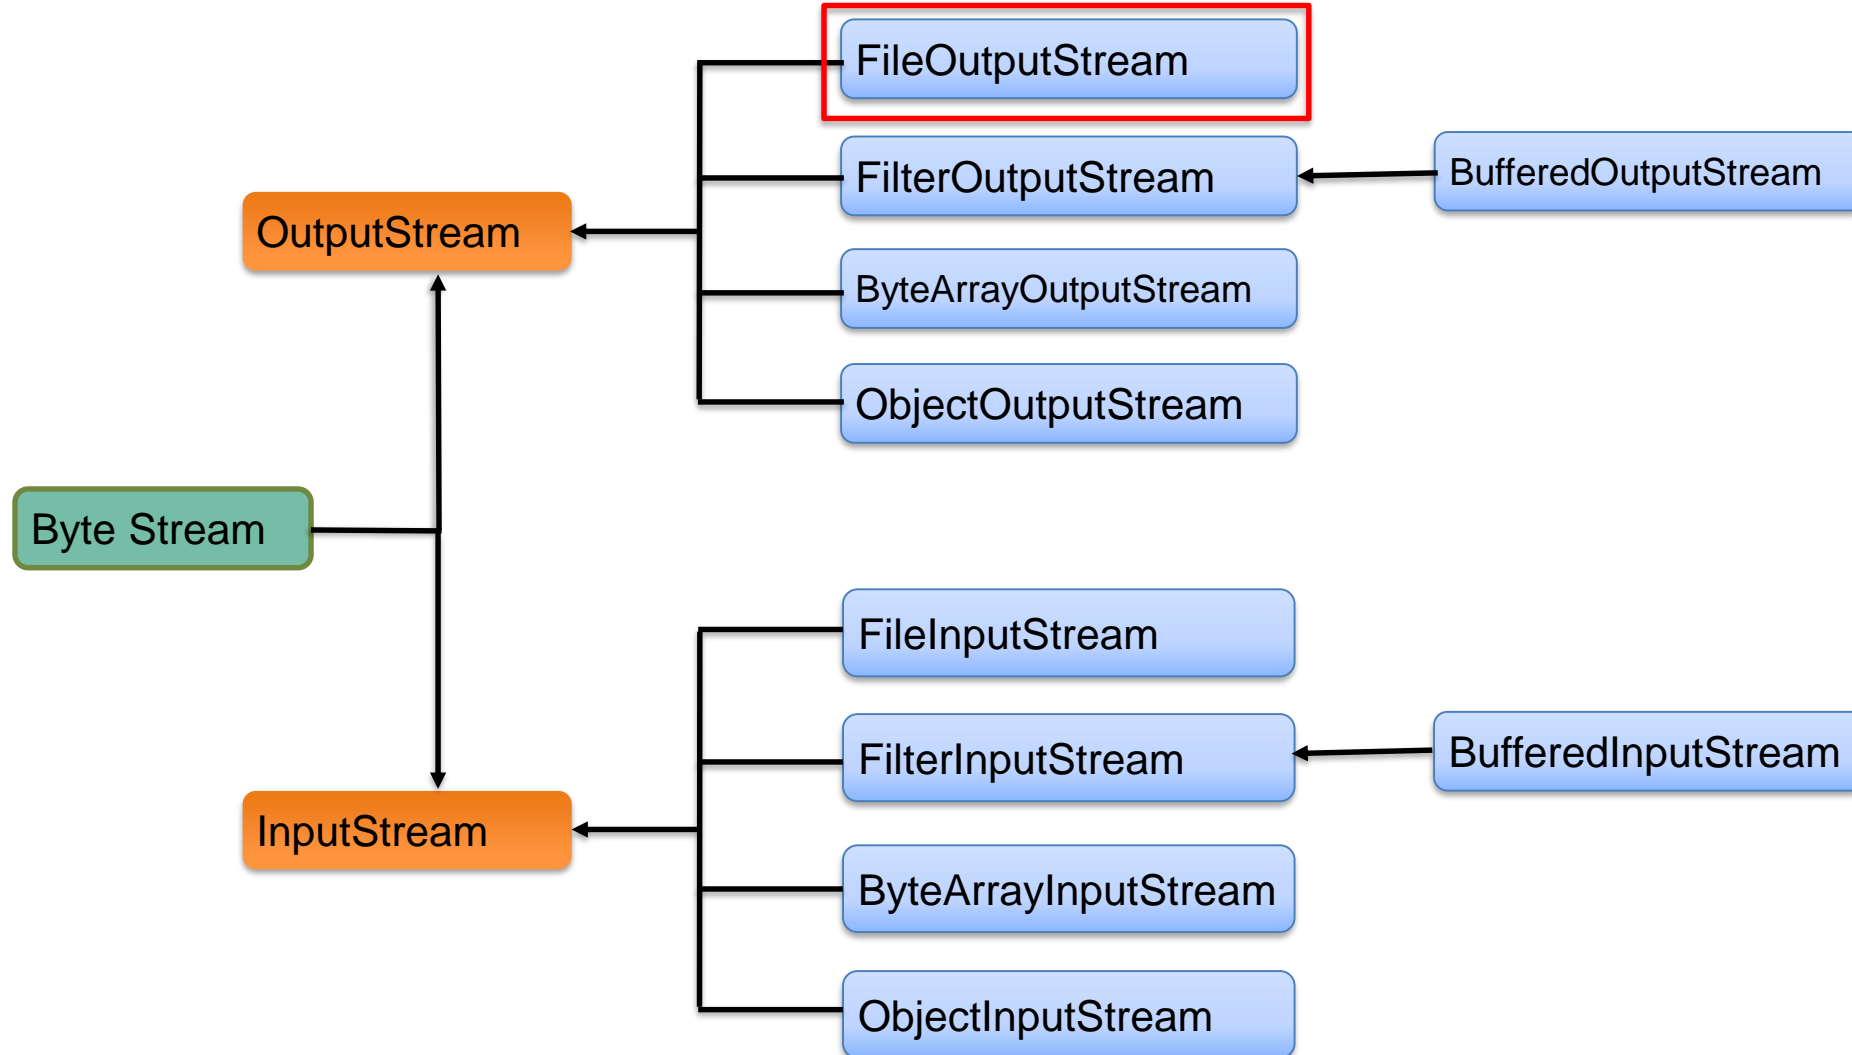 FileOutputStream
FilterOutputStream
BufferedOutputStream
OutputStream
ByteArrayOutputStream
ObjectOutputStream
Byte Stream
FileInputStream
FilterInputStream
BufferedInputStream
InputStream
ByteArrayInputStream
ObjectInputStream